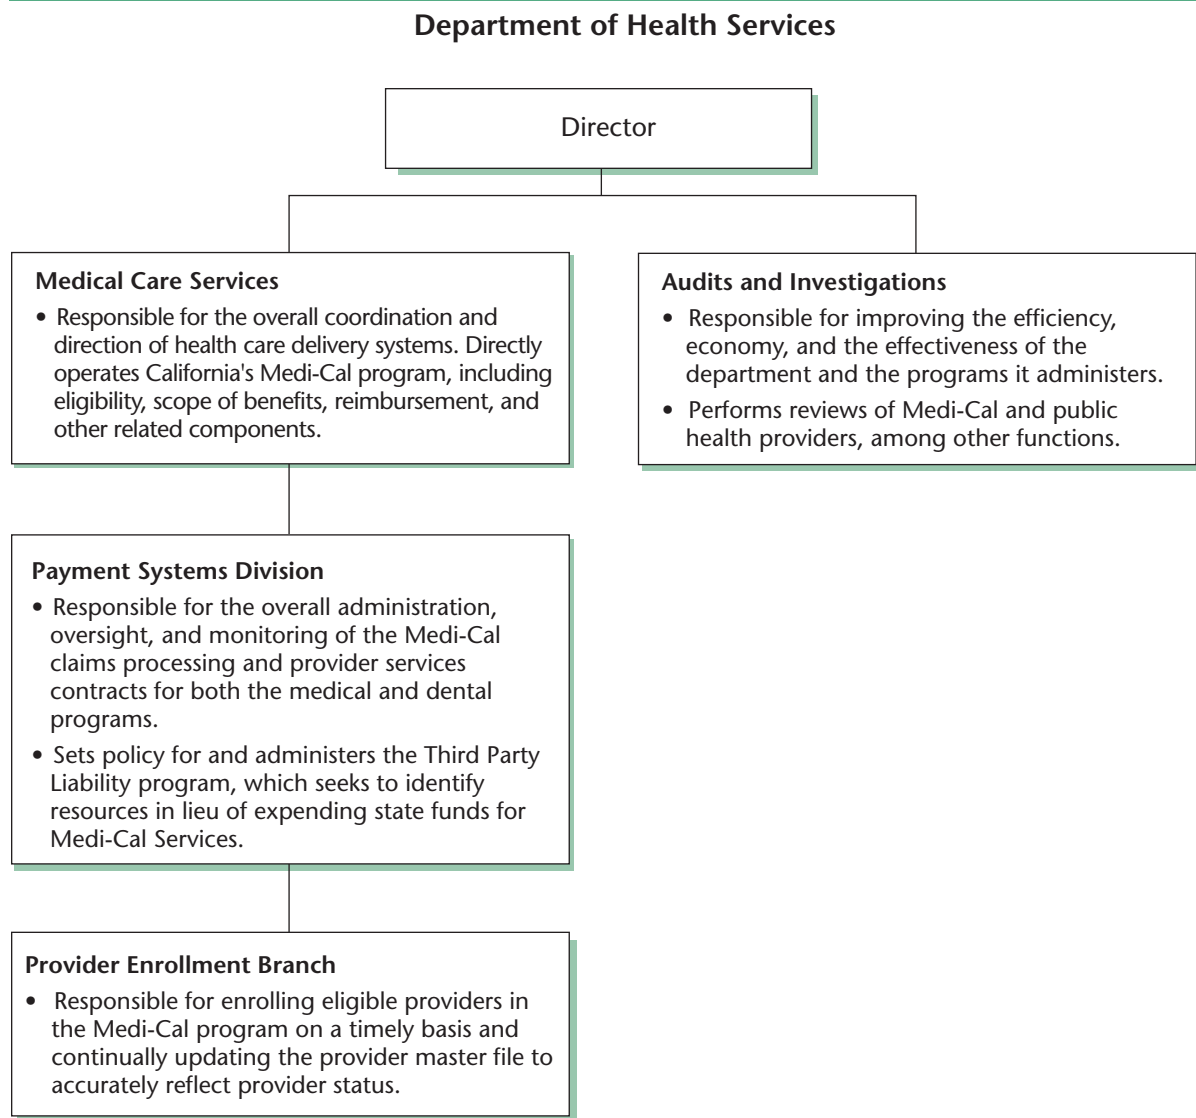 Department of Health Services
Director
Medical Care Services
• Responsible for the overall coordination and
direction of health care delivery systems. Directly
operates California's Medi-Cal program, including
eligibility, scope of benefits, reimbursement, and
other related components.
Audits and Investigations
• Responsible for improving the efficiency,
economy, and the effectiveness of the
department and the programs it administers.
• Performs reviews of Medi-Cal and public
health providers, among other functions.
Payment Systems Division
• Responsible for the overall administration,
oversight, and monitoring of the Medi-Cal
claims processing and provider services
contracts for both the medical and dental
programs.
• Sets policy for and administers the Third Party
Liability program, which seeks to identify
resources in lieu of expending state funds for
Medi-Cal Services.
Provider Enrollment Branch
• Responsible for enrolling eligible providers in
the Medi-Cal program on a timely basis and
continually updating the provider master file to
accurately reflect provider status.